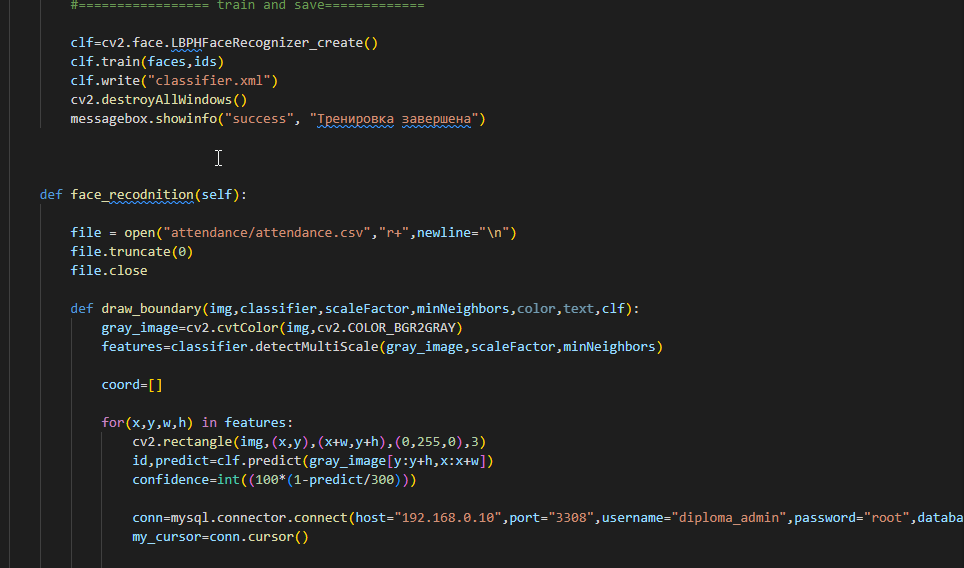 #================= train and save=============
clf=cv2.face.LBPHFaceRecognizer_create()
clf.train(faces,ids)
clf.write("classifier.xml")
cv2.destroyAllWindows()
messagebox.showinfo("success", "Тренировка завершена")
def face_recodnition(self):
file = open("attendance/attendance.csv","r+",newline="\n")
file.truncate(0)
file.close
def draw_boundary(img,classifier,scaleFactor,minNeighbors,color,text,clf):
gray_image=cv2.cvtColor(img,cv2.COLOR_BGR2GRAY)
features=classifier.detectMultiScale(gray_image,scaleFactor,minNeighbors)
coord=[]
for(x,y,w,h) in features:
cv2.rectangle(img,(x,y),(x+w,y+h),(0,255,0),3)
id,predict=clf.predict(gray_image[y:y+h,x:x+w])
confidence=int((100*(1-predict/300)))
conn=mysql.connector.connect(host="192.168.0.10",port="3308",username="diploma_admin",password="root",databa
my_cursor=conn.cursor()